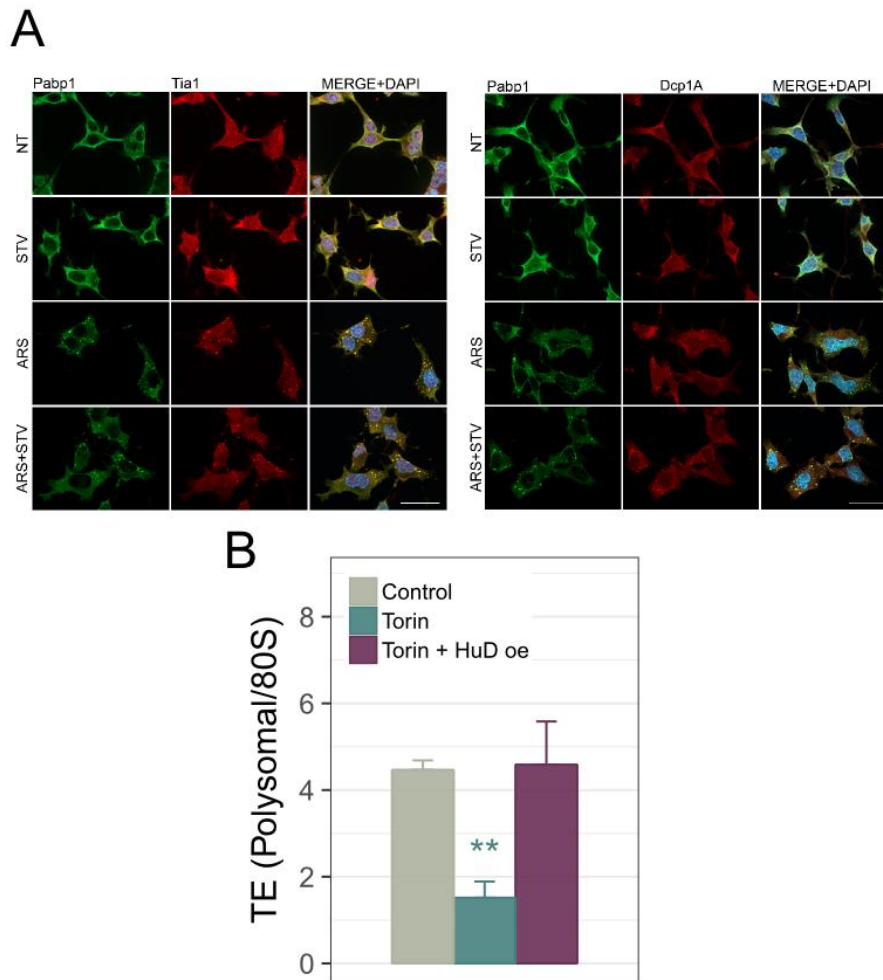 A
Pabp1 Tia1 MERGE+DAPI
NT
STV
ARS
ARS+STV
Pabp1 Dcp1A MERGE+DAPI
NT
STV
ARS
ARS+STV
B
Control
Torin
Torin + HuD oe
TE (Polysomal/80S)
8
6
4
2
0
**